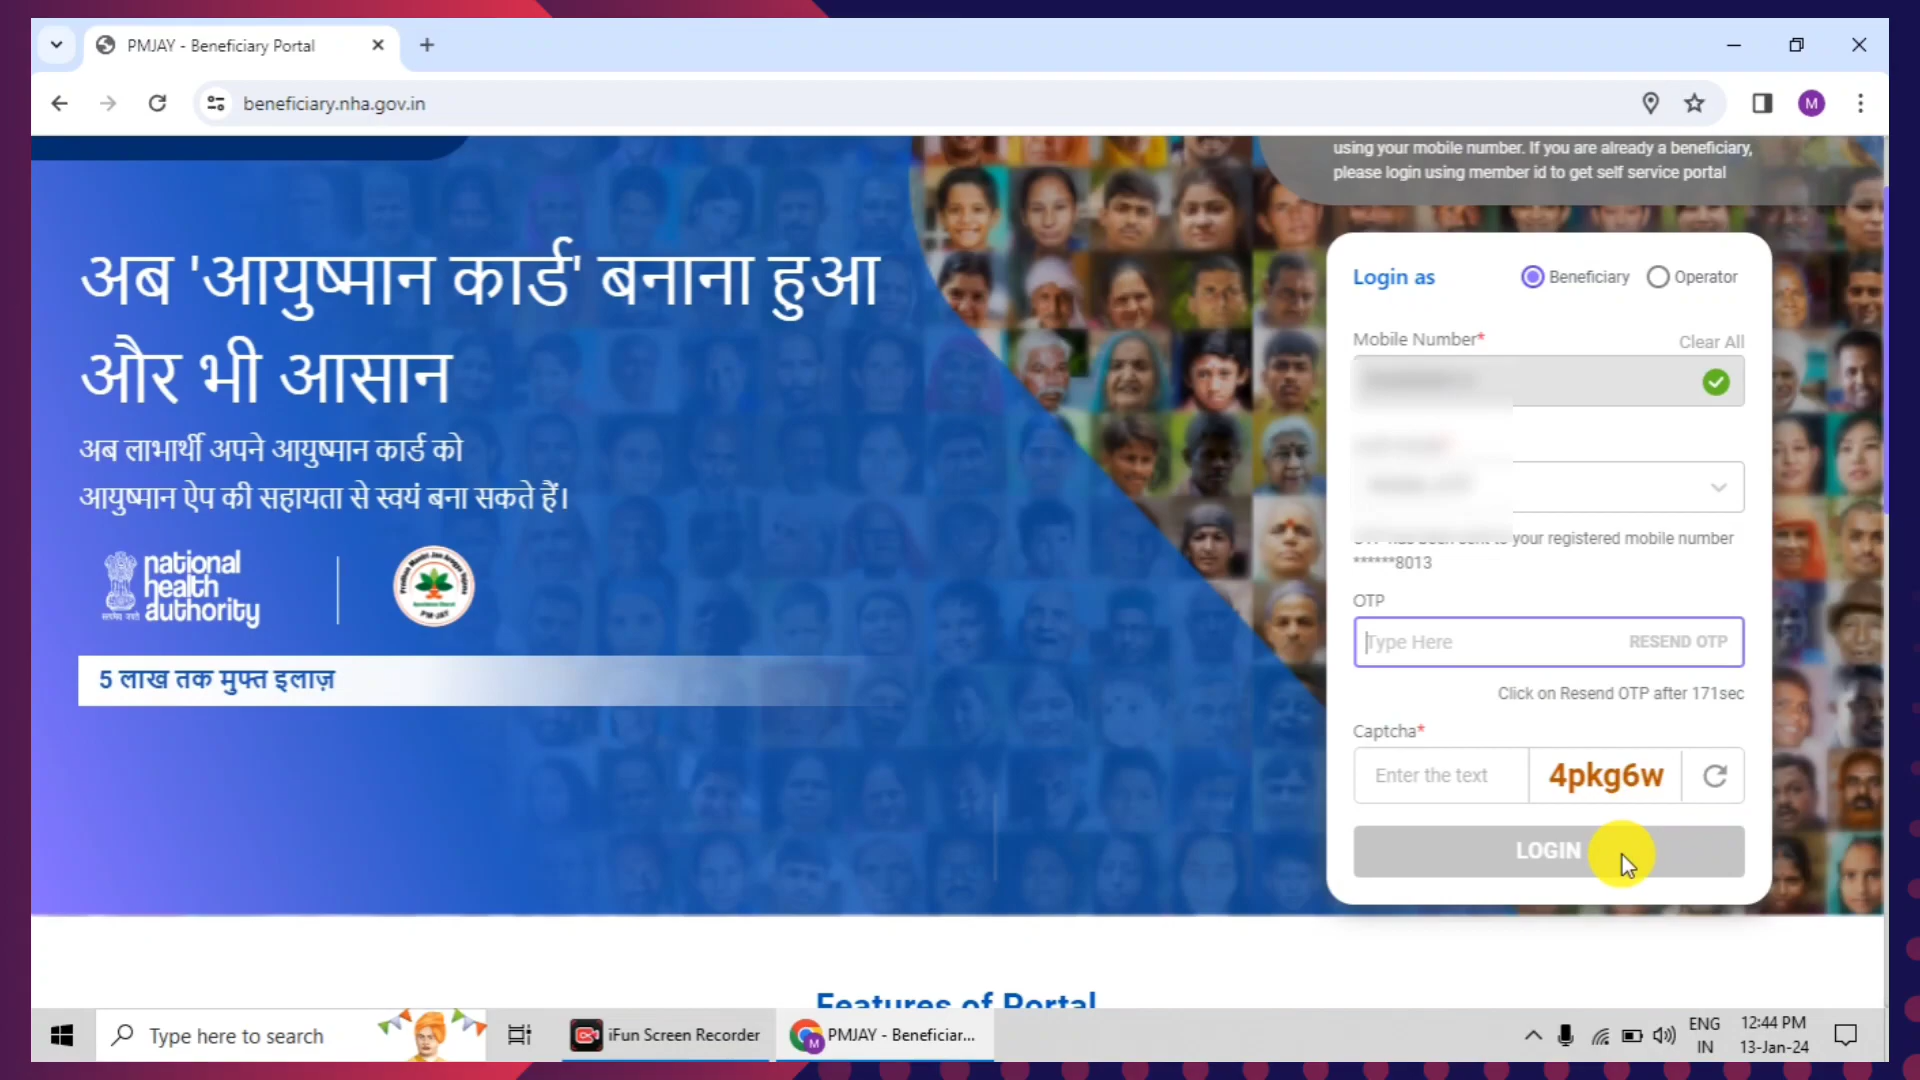 PMJAY - Beneficiary Portal
beneficiary.nha.gov.in
M
using your mobile number. If you are already a beneficiary,
please login using member id to get self service portal
अब 'आयुष्मान कार्ड' बनाना हुआ
और भी आसान
अब लाभार्थी अपने आयुष्मान कार्ड को
आयुष्मान ऐप की सहायता से स्वयं बना सकते हैं।
national
health
authority
सत्यमेव जयते
PM-JAY
5 लाख तक मुफ्त इलाज़
Login as
Beneficiary
Operator
Mobile Number*
Clear All
your registered mobile number
******8013
OTP
Type Here
RESEND OTP
Click on Resend OTP after 171sec
Captcha*
Enter the text
4pkg6w
LOGIN
Features of Portal
Type here to search
iFun Screen Recorder
M
PMJAY - Beneficiar...
ENG
IN
12:44 PM
13-Jan-24